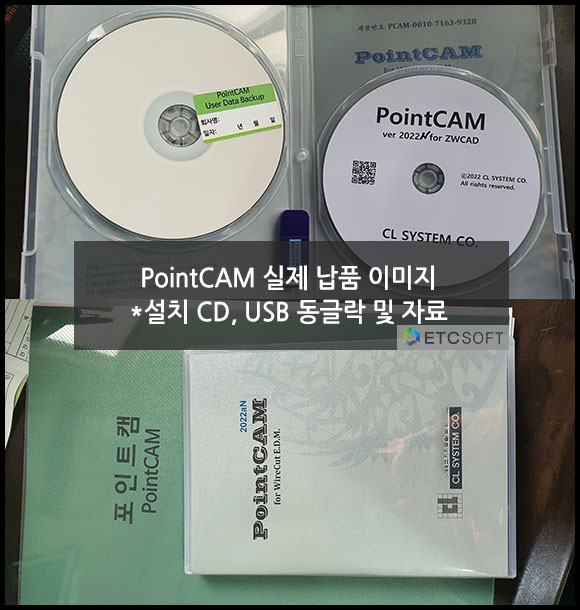 제품번호: PCAM-0010-7163-9328
PointCAM
for
PointCAM
User Data Backup
회사명:
일자: 년 월 일
PointCAM
ver 2022N for ZWCAD
©2022 CL SYSTEM CO.
All rights reserved.
CL SYSTEM CO.
PointCAM 실제 납품 이미지
*설치 CD, USB 동글락 및 자료
ETCSOFT
포인트캠
PointCAM
2022aN
PointCAM
for WireCut E.D.M.
CL SYSTEM CO.